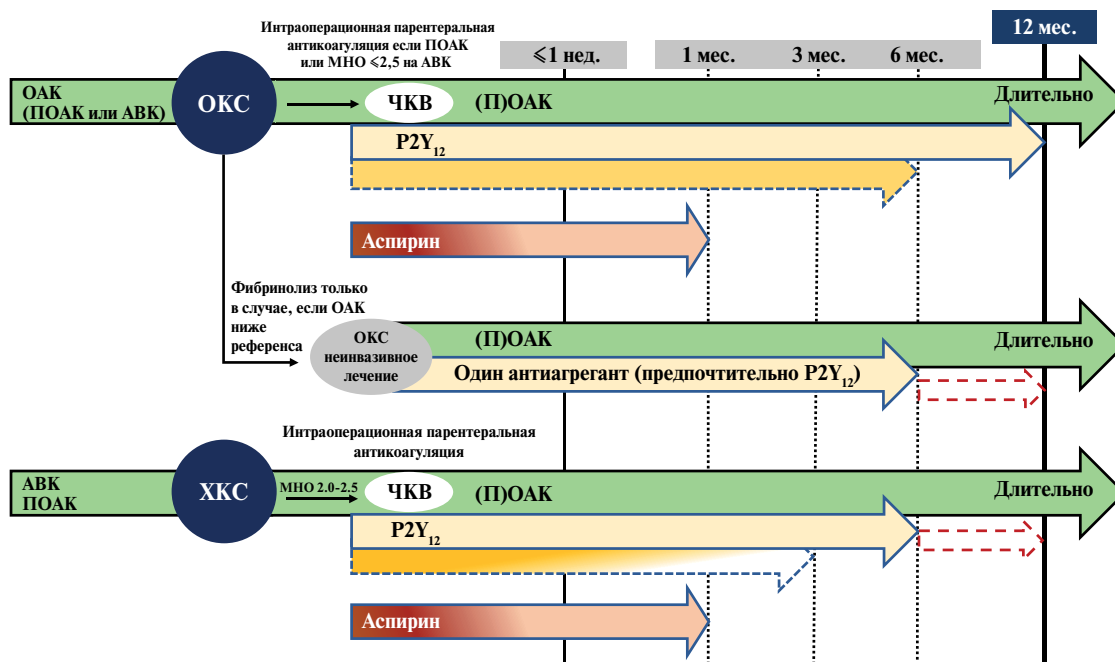 Интраоперационная парентеральная
антикоагуляция если ПОАК
или МНО ⩽2,5 на АВК
⩽1 нед.
1 мес.
3 мес.
6 мес.
12 мес.
ОАК
(ПОАК или АВК)
ОКС
ЧКВ
(П)ОАК
Длительно
P2Y12
Аспирин
Фибринолиз только
в случае, если ОАК
ниже
референса
ОКС
неинвазивное
лечение
(П)ОАК
Длительно
Один антиагрегант (предпочтительно P2Y12)
Интраоперационная парентеральная
антикоагуляция
АВК
ПОАК
ХКС
МНО 2.0-2.5
ЧКВ
(П)ОАК
Длительно
P2Y12
Аспирин